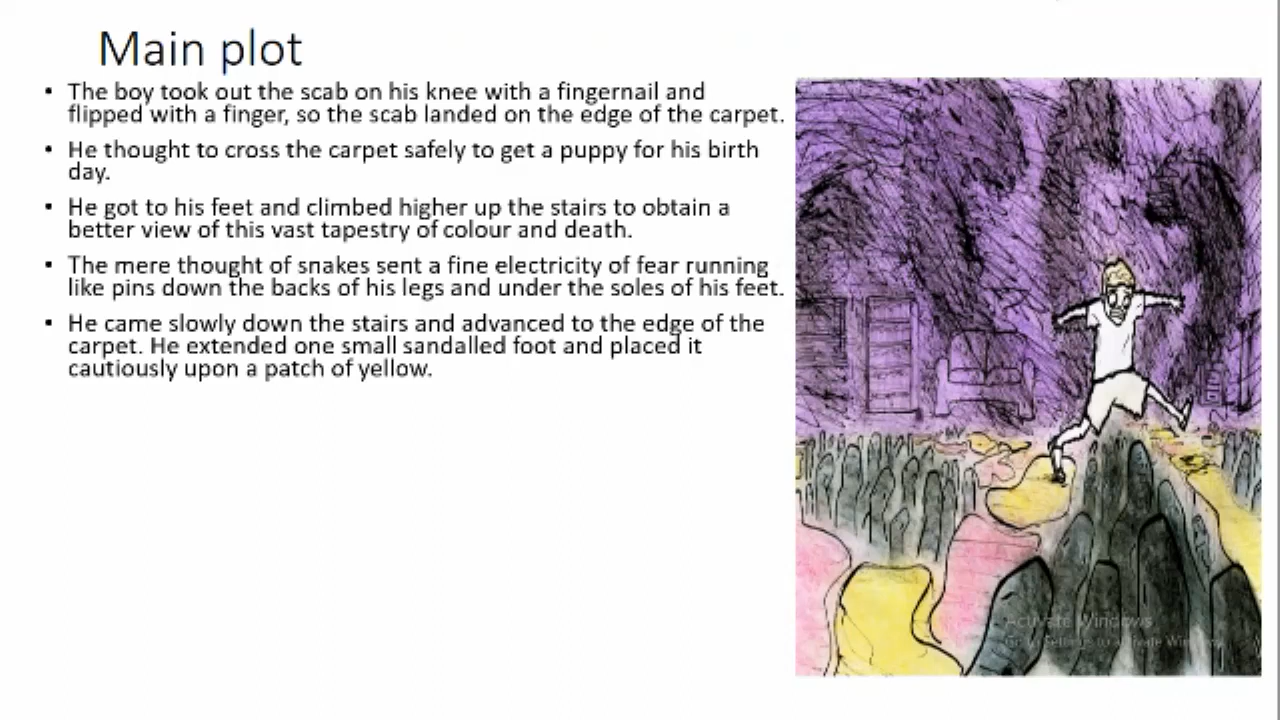 Main plot
• The boy took out the scab on his knee with a fingernail and
flipped with a finger, so the scab landed on the edge of the carpet.
• He thought to cross the carpet safely to get a puppy for his birth
day.
• He got to his feet and climbed higher up the stairs to obtain a
better view of this vast tapestry of colour and death.
• The mere thought of snakes sent a fine electricity of fear running
like pins down the backs of his legs and under the soles of his feet.
• He came slowly down the stairs and advanced to the edge of the
carpet. He extended one small sandalled foot and placed it
cautiously upon a patch of yellow.
Activate Windows
Go to Settings to activate Windows.